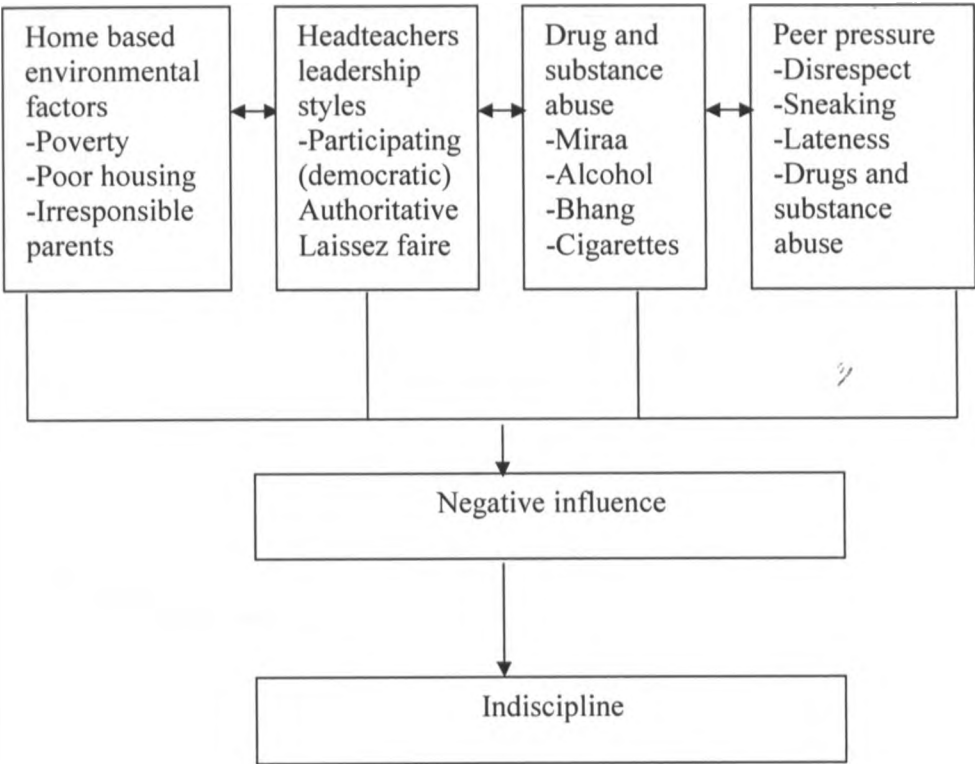 Home based
environmental
factors
-Poverty
-Poor housing
-Irresponsible
parents
Headteachers
leadership
styles
-Participating
(democratic)
Authoritative
Laissez faire
Drug and
substance
abuse
-Miraa
-Alcohol
-Bhang
-Cigarettes
Peer pressure
-Disrespect
-Sneaking
-Lateness
-Drugs and
substance
abuse
Negative influence
Indiscipline